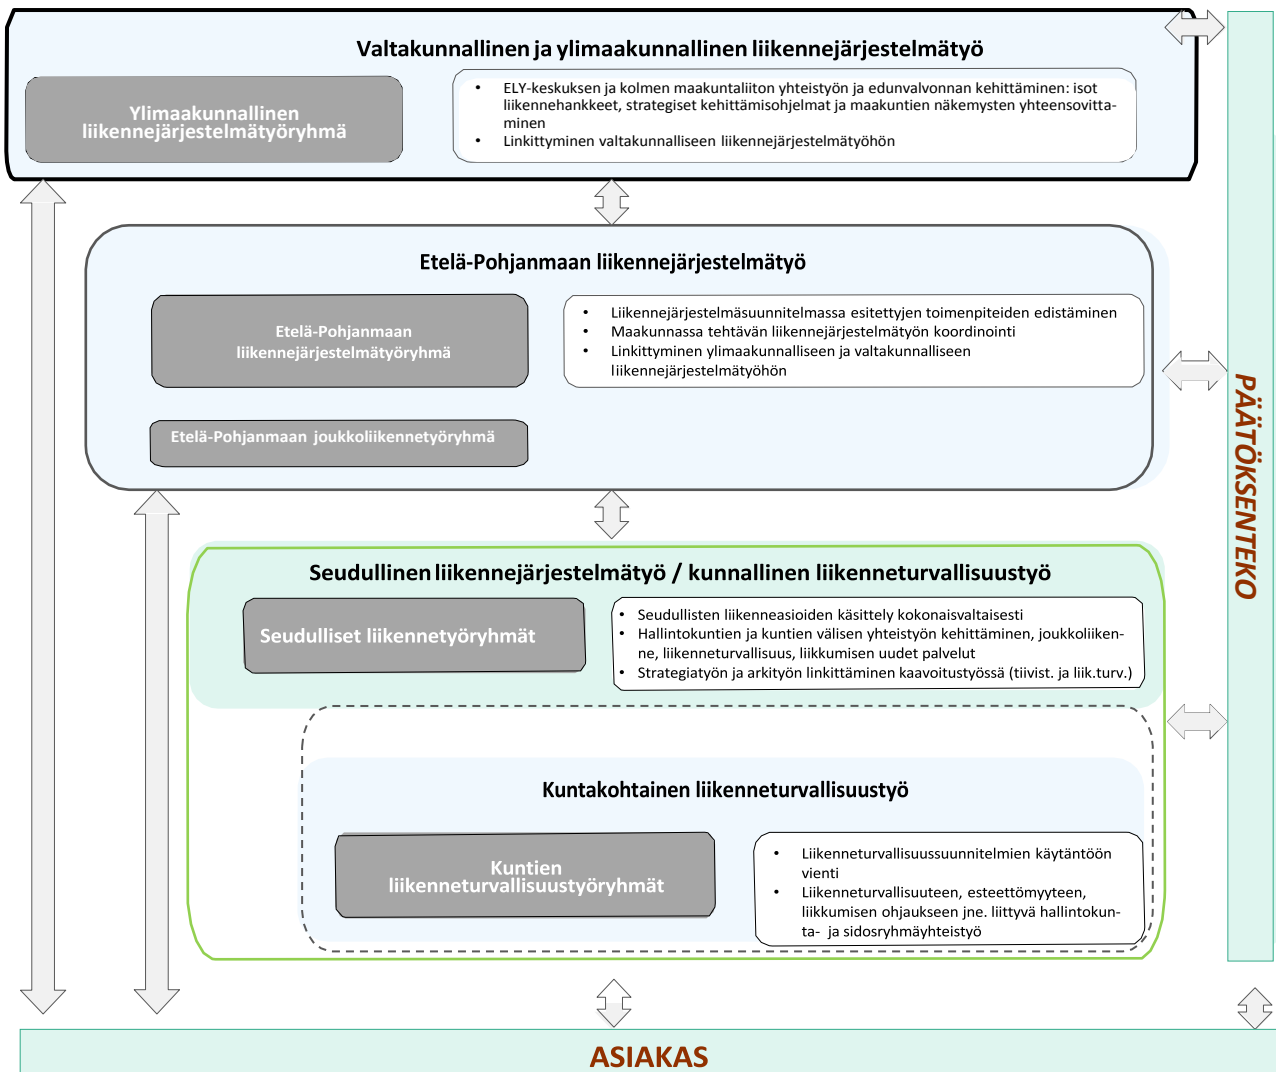 Valtakunnallinen ja ylimaakunnallinen liikennejärjestelmätyö
Ylimaakunnallinen
liikennejärjestelmätyöryhmä
• ELY-keskuksen ja kolmen maakuntaliiton yhteistyön ja edunvalvonnan kehittäminen: isot
liikennehankkeet, strategiset kehittämisohjelmat ja maakuntien näkemysten yhteensovitta-
minen
• Linkittyminen valtakunnalliseen liikennejärjestelmätyöhön
Etelä-Pohjanmaan liikennejärjestelmätyö
Etelä-Pohjanmaan
liikennejärjestelmätyöryhmä
• Liikennejärjestelmäsuunnitelmassa esitettyjen toimenpiteiden edistäminen
• Maakunnassa tehtävän liikennejärjestelmätyön koordinointi
• Linkittyminen ylimaakunnalliseen ja valtakunnalliseen
liikennejärjestelmätyöhön
Etelä-Pohjanmaan joukkoliikennetyöryhmä
PÄÄTÖKSENTEKO
Seudullinen liikennejärjestelmätyö / kunnallinen liikenneturvallisuustyö
Seudulliset liikennetyöryhmät
• Seudullisten liikenneasioiden käsittely kokonaisvaltaisesti
• Hallintokuntien ja kuntien välisen yhteistyön kehittäminen, joukkoliiken-
ne, liikenneturvallisuus, liikkumisen uudet palvelut
• Strategiatyön ja arkityön linkittäminen kaavoitustyössä (tiivist. ja liik.turv.)
Kuntakohtainen liikenneturvallisuustyö
Kuntien
liikenneturvallisuustyöryhmät
• Liikenneturvallisuussuunnitelmien käytäntöön
vienti
• Liikenneturvallisuuteen, esteettömyyteen,
liikkumisen ohjaukseen jne. liittyvä hallintokun-
ta- ja sidosryhmäyhteistyö
ASIAKAS